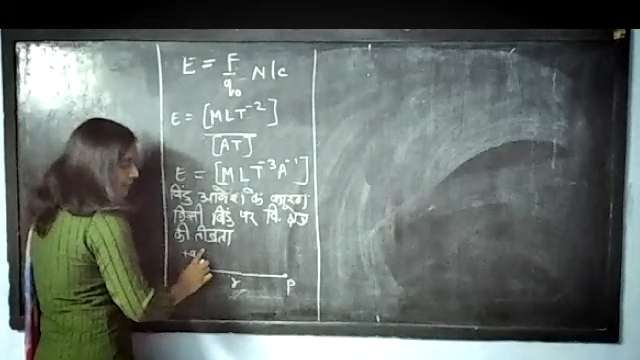 E = F/q₀ N/C
E = [MLT⁻²]
[AT]
E = [MLT⁻³A⁻¹]
बिंदु आवेश के कारण
किसी बिंदु पर वि. क्षेत्र
की तीव्रता
+q
r P